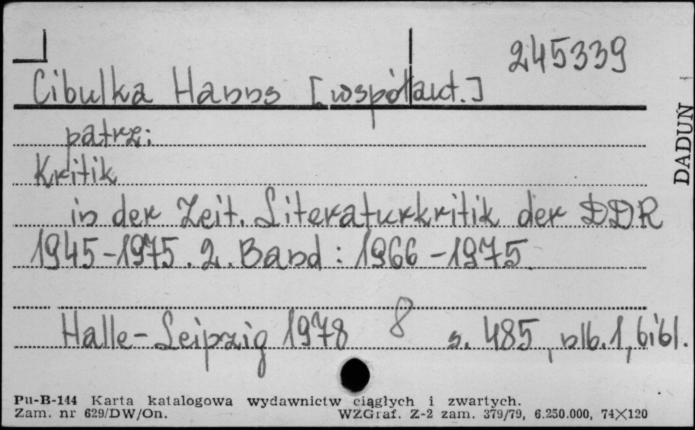 245339
Cibulka Hanns [współaut.]
patrz:
Kritik
in der Zeit. Literaturkritik der DDR
1945-1975. 2. Band: 1966-1975
Halle-Leipzig 1978 8 s. 485, nlb. 1, bibl.
Pu-B-144 Karta katalogowa wydawnictw ciągłych i zwartych.
Zam. nr 629/DW/On. WZGraf. Z-2 zam. 379/79, 6.250.000, 74×120
DADUN